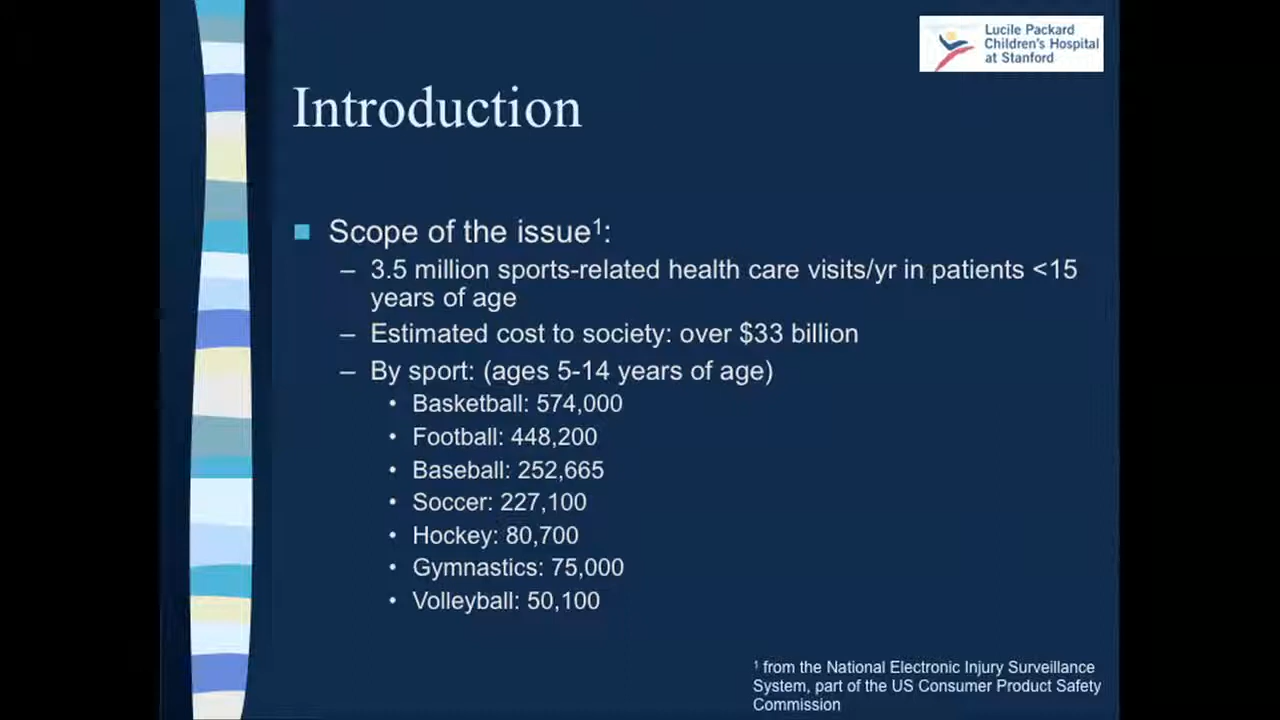 Lucile Packard
Children's Hospital
at Stanford
Introduction
Scope of the issue¹:
– 3.5 million sports-related health care visits/yr in patients <15
years of age
– Estimated cost to society: over $33 billion
– By sport: (ages 5-14 years of age)
• Basketball: 574,000
• Football: 448,200
• Baseball: 252,665
• Soccer: 227,100
• Hockey: 80,700
• Gymnastics: 75,000
• Volleyball: 50,100
¹ from the National Electronic Injury Surveillance
System, part of the US Consumer Product Safety
Commission